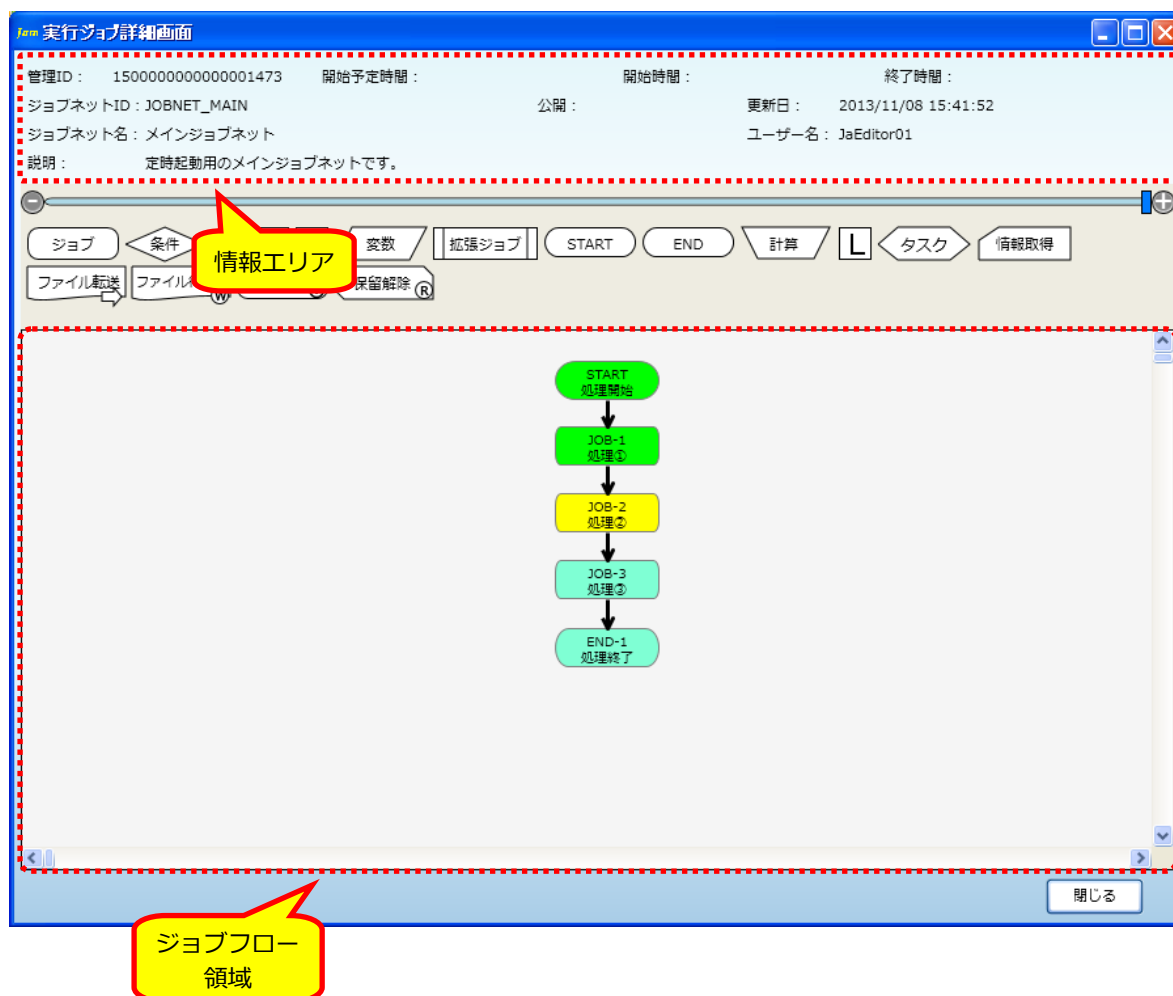 Jam 実行ジョブ詳細画面
管理ID： 1500000000000001473 開始予定時間： 開始時間： 終了時間：
ジョブネットID：JOBNET_MAIN 公開： 更新日： 2013/11/08 15:41:52
ジョブネット名：メインジョブネット ユーザー名： JaEditor01
説明： 定時起動用のメインジョブネットです。
ジョブ 条件 変数 拡張ジョブ START END 計算 L タスク 情報取得
情報エリア
ファイル転送 ファイル W 保留解除 R
START
処理開始
JOB-1
処理①
JOB-2
処理②
JOB-3
処理③
END-1
処理終了
閉じる
ジョブフロー
領域